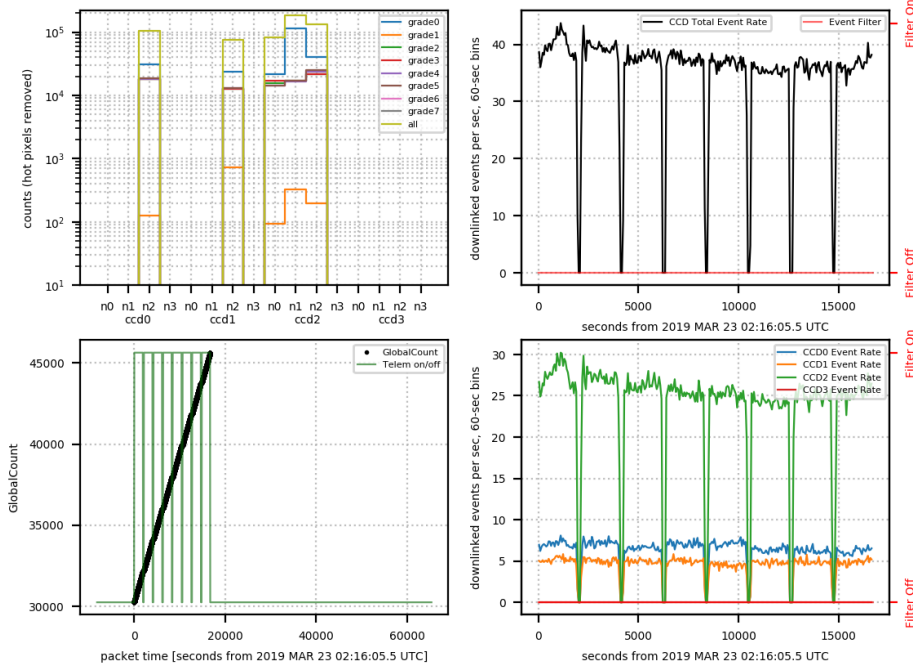 counts (hot pixels removed)
10^5
10^4
10^3
10^2
10^1
grade0
grade1
grade2
grade3
grade4
grade5
grade6
grade7
all
n0 n1 n2 n3 n0 n1 n2 n3 n0 n1 n2 n3 n0 n1 n2 n3
ccd0 ccd1 ccd2 ccd3
downlinked events per sec, 60-sec bins
40
30
20
10
0
CCD Total Event Rate
Event Filter
Filter On
Filter Off
0 5000 10000 15000
seconds from 2019 MAR 23 02:16:05.5 UTC
GlobalCount
45000
40000
35000
30000
GlobalCount
Telem on/off
0 20000 40000 60000
packet time [seconds from 2019 MAR 23 02:16:05.5 UTC]
downlinked events per sec, 60-sec bins
30
25
20
15
10
5
0
CCD0 Event Rate
CCD1 Event Rate
CCD2 Event Rate
CCD3 Event Rate
Filter On
Filter Off
0 5000 10000 15000
seconds from 2019 MAR 23 02:16:05.5 UTC